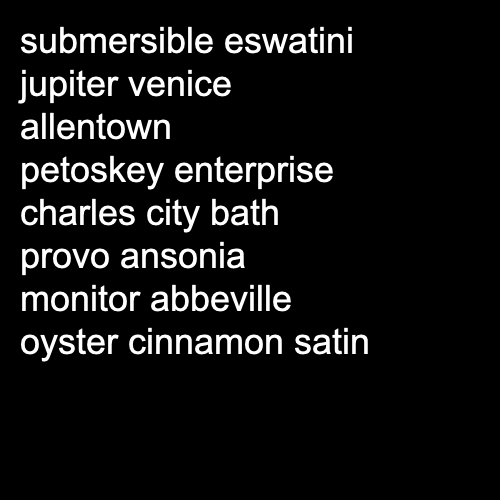 submersible eswatini
jupiter venice
allentown
petoskey enterprise
charles city bath
provo ansonia
monitor abbeville
oyster cinnamon satin